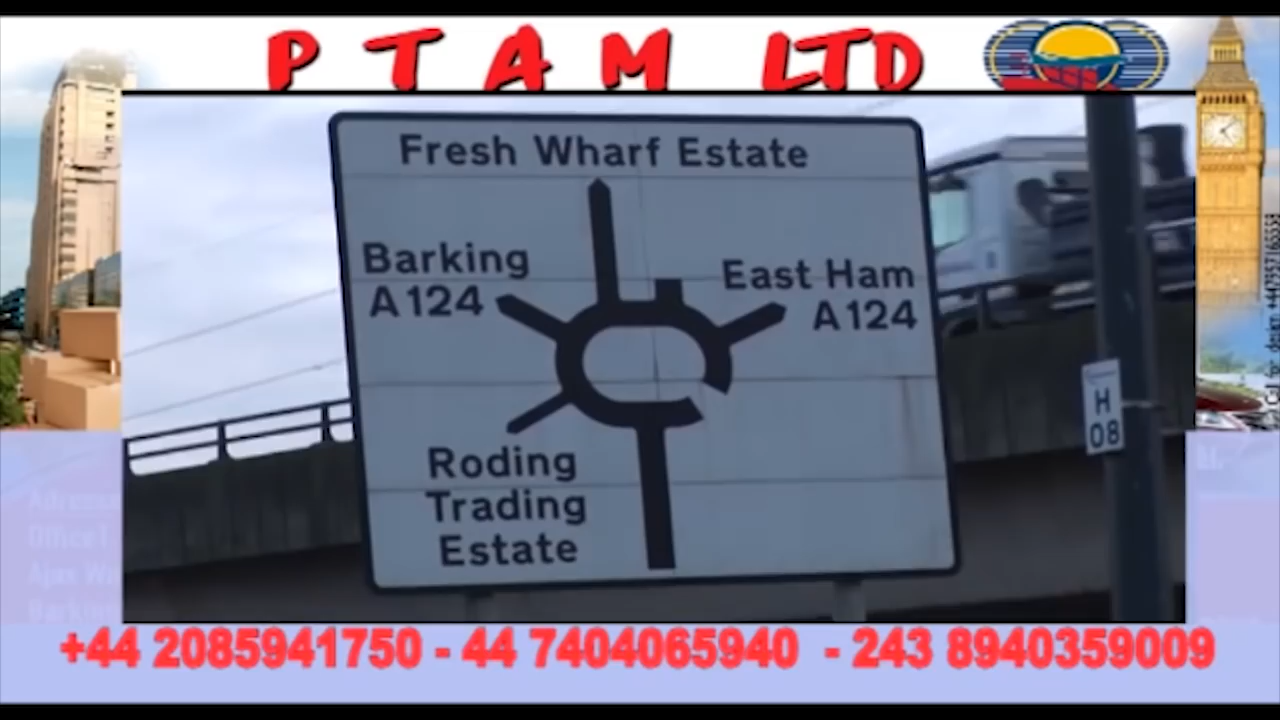 P T A M LTD
Fresh Wharf Estate
Barking
A124
East Ham
A124
Roding
Trading
Estate
H
08
+44 2085941750 - 44 7404065940 - 243 8940359009